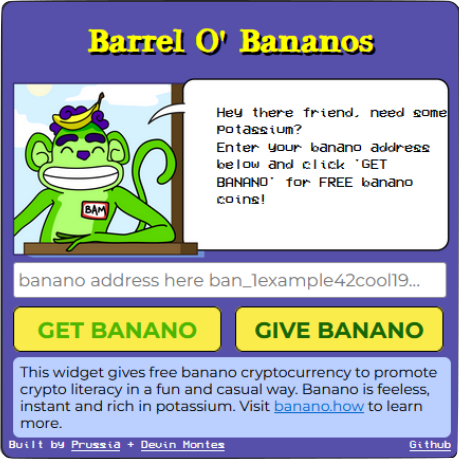 Barrel O' Bananos
Hey there friend, need some
Potassium?
Enter your banano address
below and click 'GET
BANANO' for FREE banano
coins!
BAM
banano address here ban_1example42cool19...
GET BANANO
GIVE BANANO
This widget gives free banano cryptocurrency to promote
crypto literacy in a fun and casual way. Banano is feeless,
instant and rich in potassium. Visit banano.how to learn
more.
Built by Prussia + Devin Montes
Github